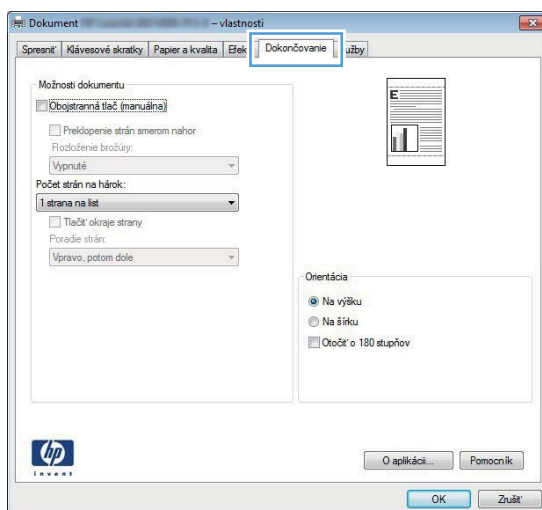 Dokument – vlastnosti
Spresniť Klávesové skratky Papier a kvalita Efek Dokončovanie užby
Možnosti dokumentu
Obojstranná tlač (manuálna)
Preklopenie strán smerom nahor
Rozloženie brožúry:
Vypnuté
Počet strán na hárok:
1 strana na list
Tlačiť okraje strany
Poradie strán:
Vpravo, potom dole
E
Orientácia
Na výšku
Na šírku
Otočiť o 180 stupňov
hp
invent
O aplikácii... Pomocník
OK Zrušiť